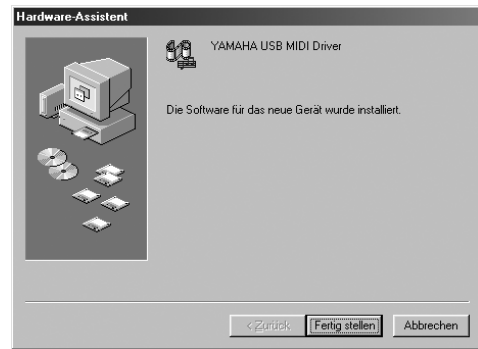 Hardware-Assistent
YAMAHA USB MIDI Driver
Die Software für das neue Gerät wurde installiert.
< Zurück Fertig stellen Abbrechen